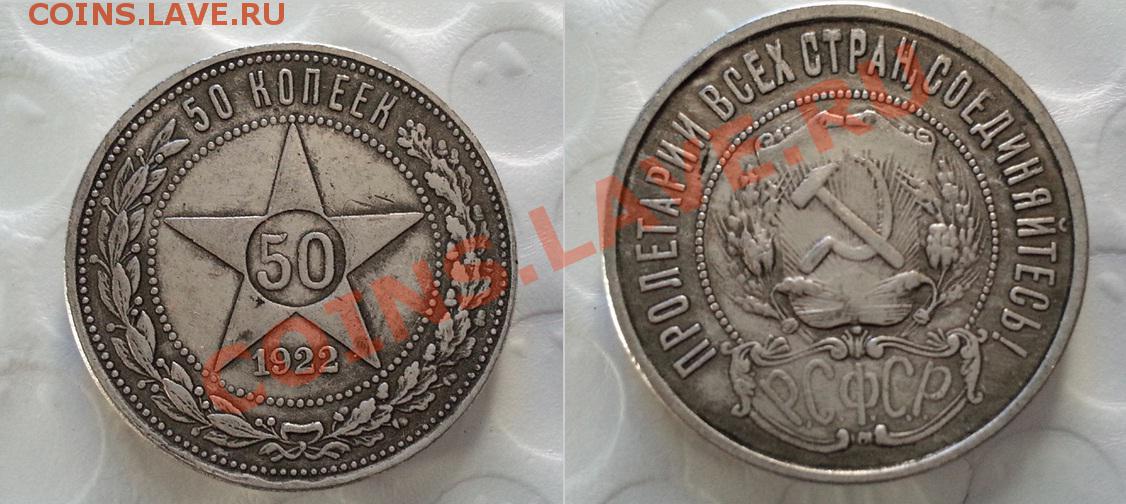 COINS.LAVE.RU
50 КОПЕЕК
50
1922
ПРОЛЕТАРИИ ВСЕХ СТРАН, СОЕДИНЯЙТЕСЬ!
Р.С.Ф.С.Р
COINS.LAVE.RU